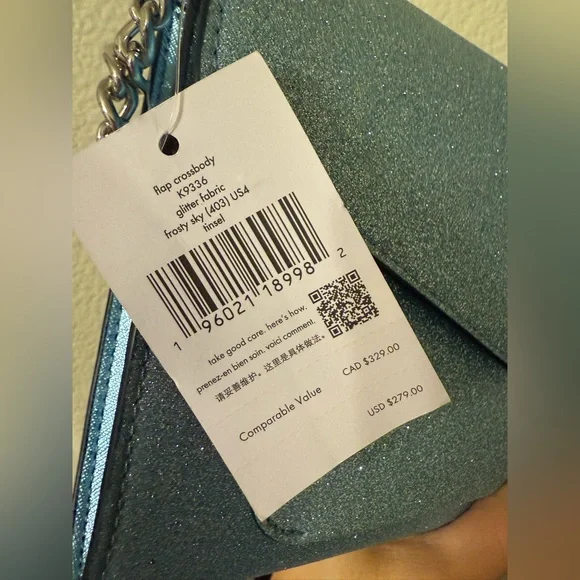 flap crossbody
K9336
glitter fabric
frosty sky (403) US4
tinsel
1 96021 18998 2
take good care. here's how.
prenez-en bien soin. voici comment.
请妥善维护。这里是具体做法。
Comparable Value
CAD $329.00
USD $279.00